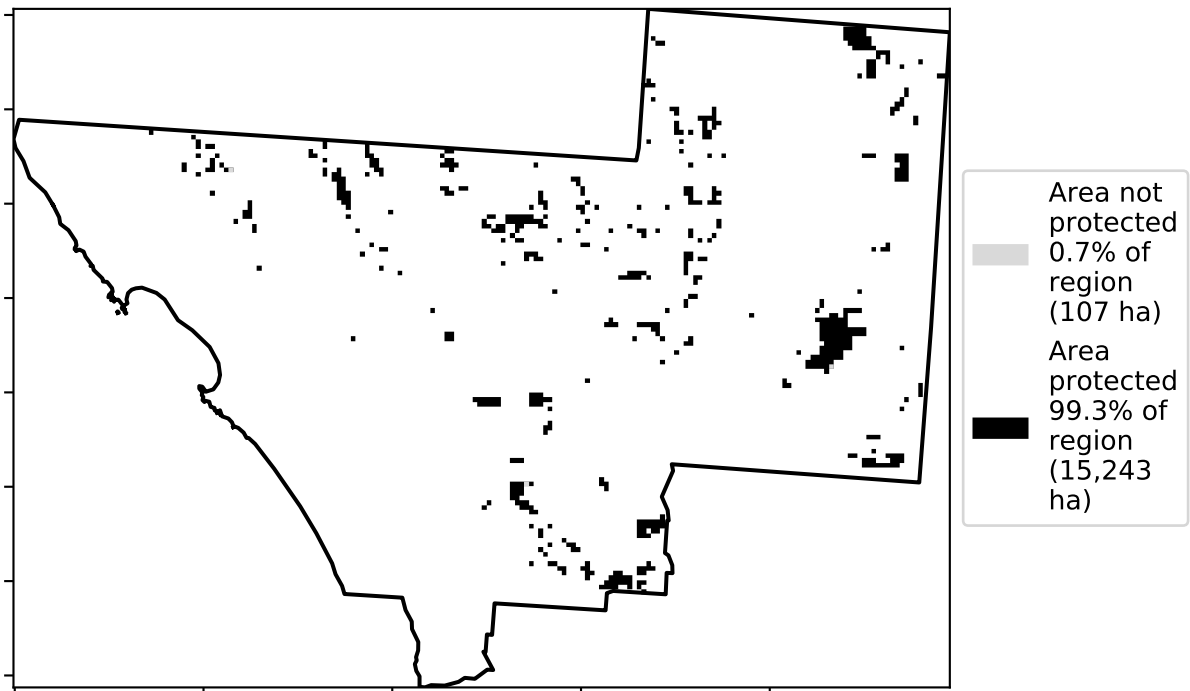 Area not
protected
0.7% of
region
(107 ha)
Area
protected
99.3% of
region
(15,243
ha)